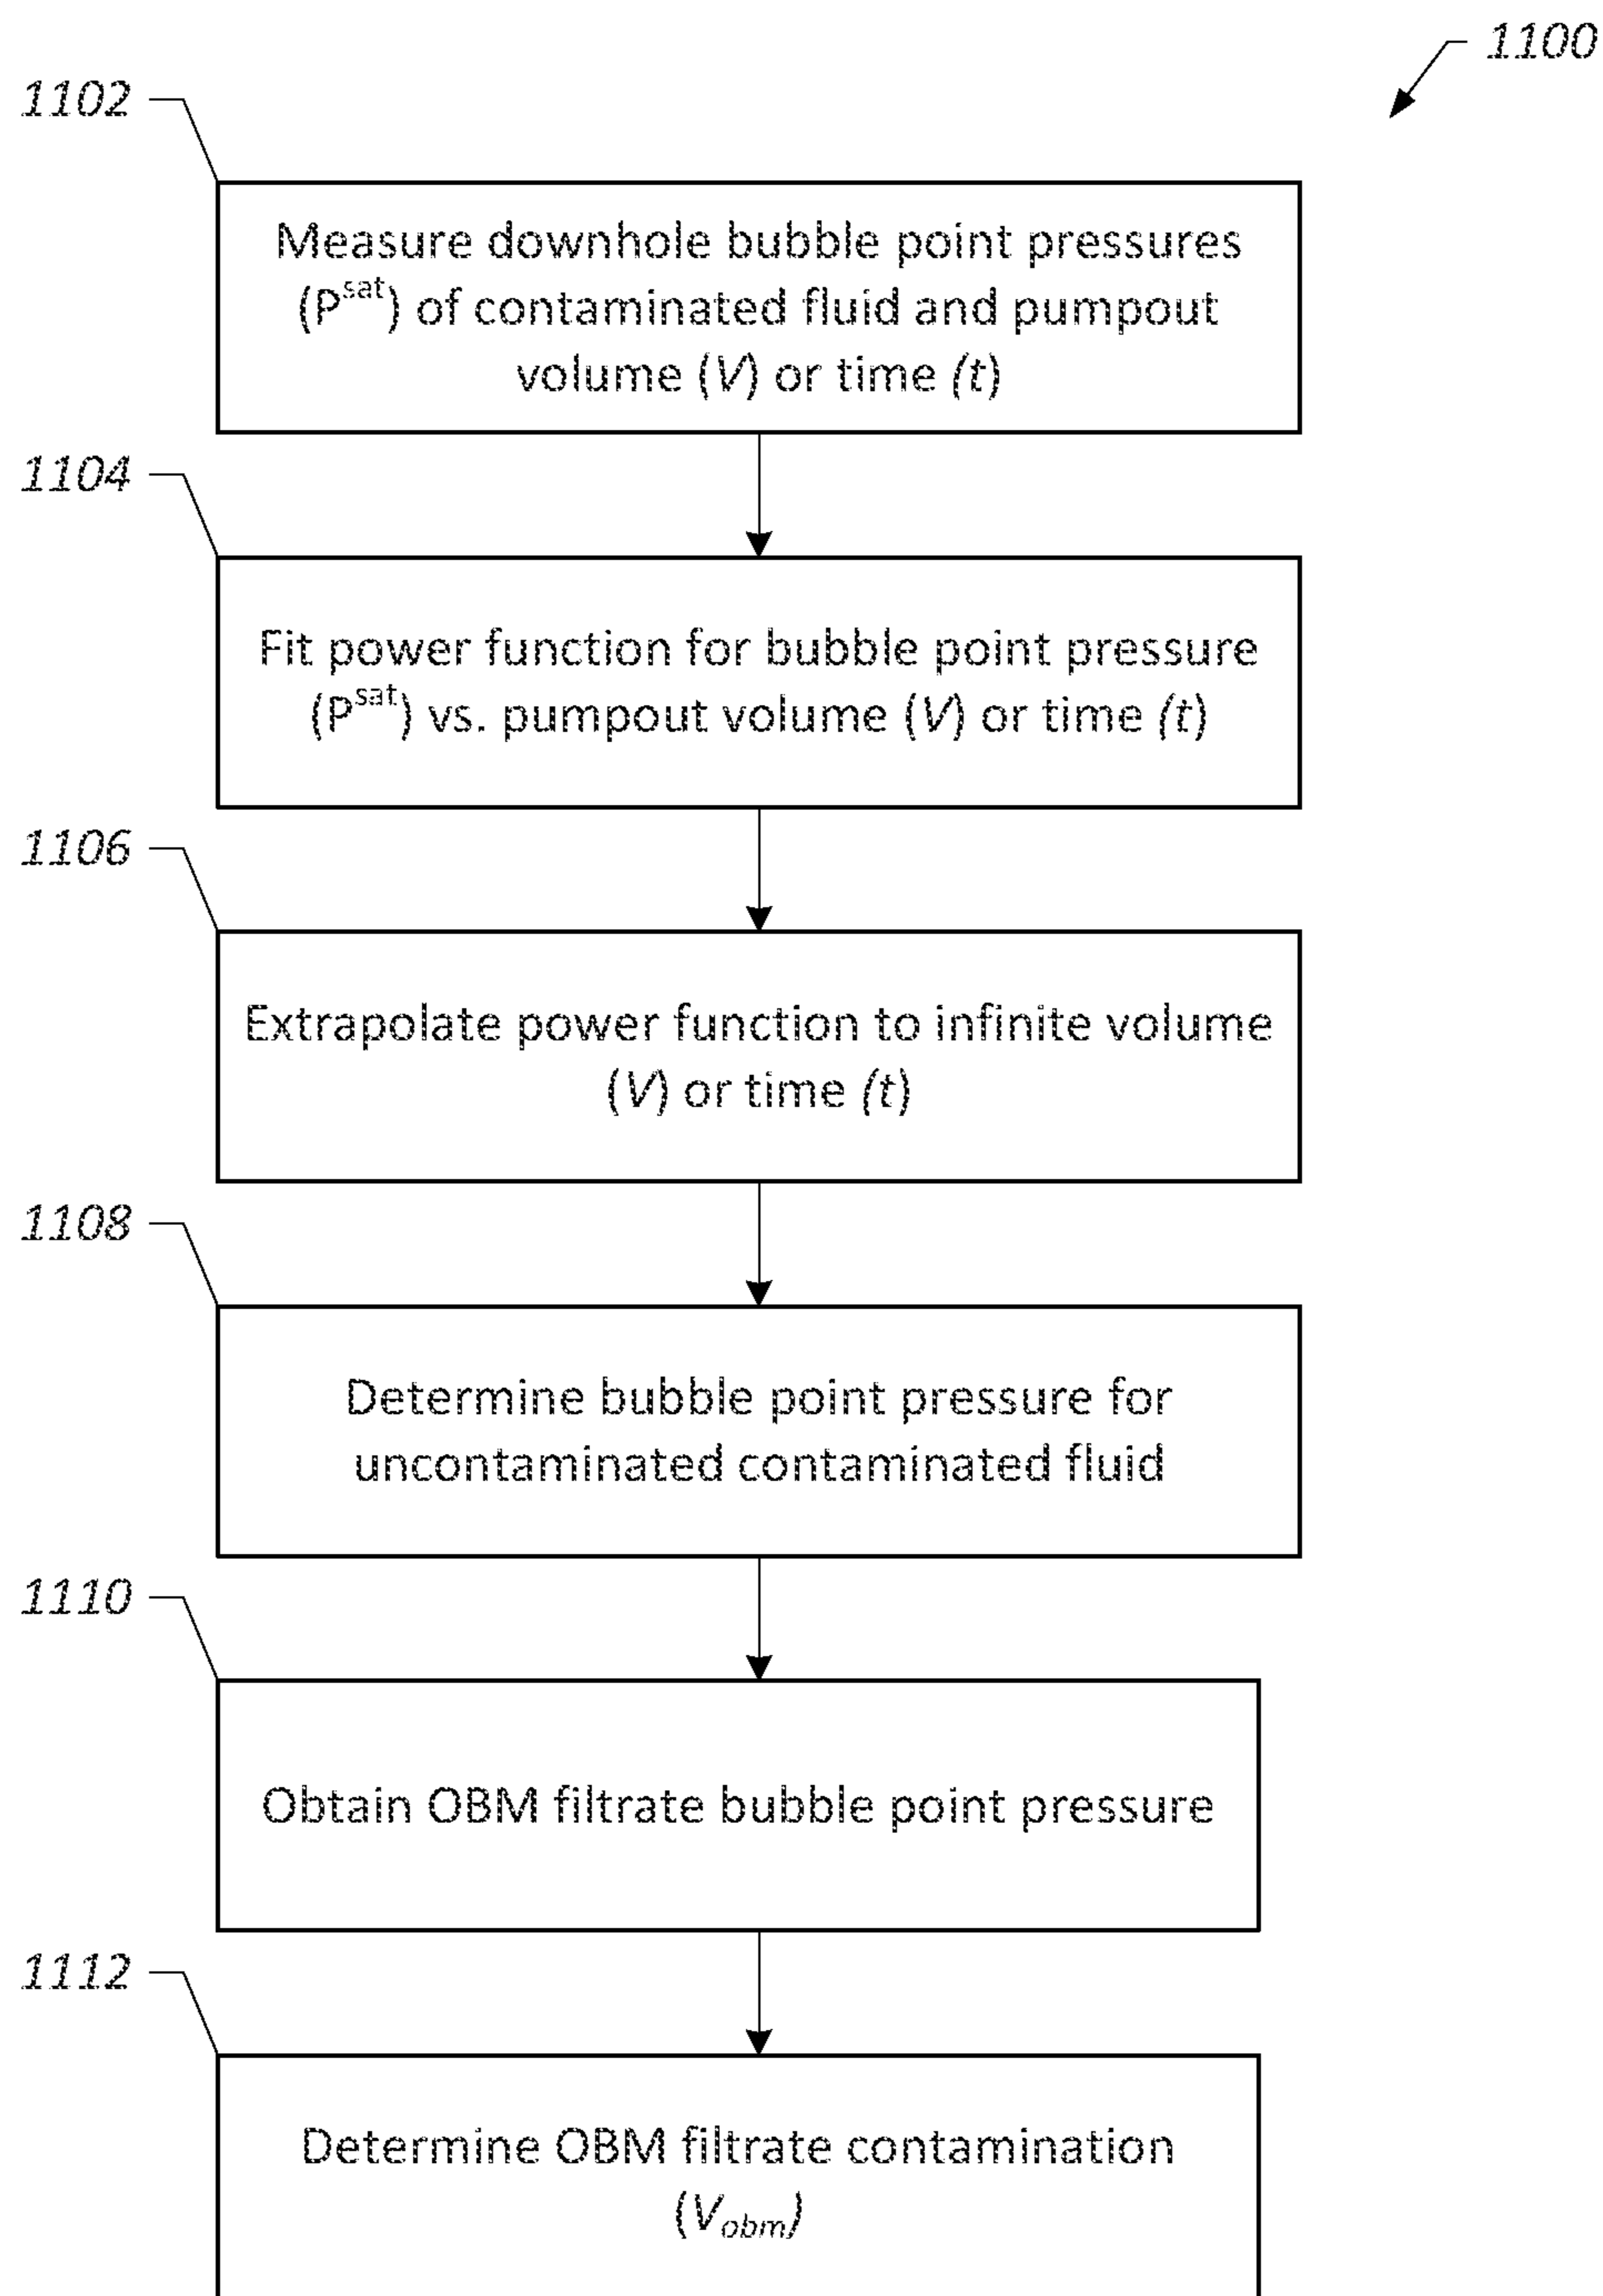 1100
1102
Measure downhole bubble point pressures
(P^sat) of contaminated fluid and pumpout
volume (V) or time (t)
1104
Fit power function for bubble point pressure
(P^sat) vs. pumpout volume (V) or time (t)
1106
Extrapolate power function to infinite volume
(V) or time (t)
1108
Determine bubble point pressure for
uncontaminated contaminated fluid
1110
Obtain OBM filtrate bubble point pressure
1112
Determine OBM filtrate contamination
(V_obm)